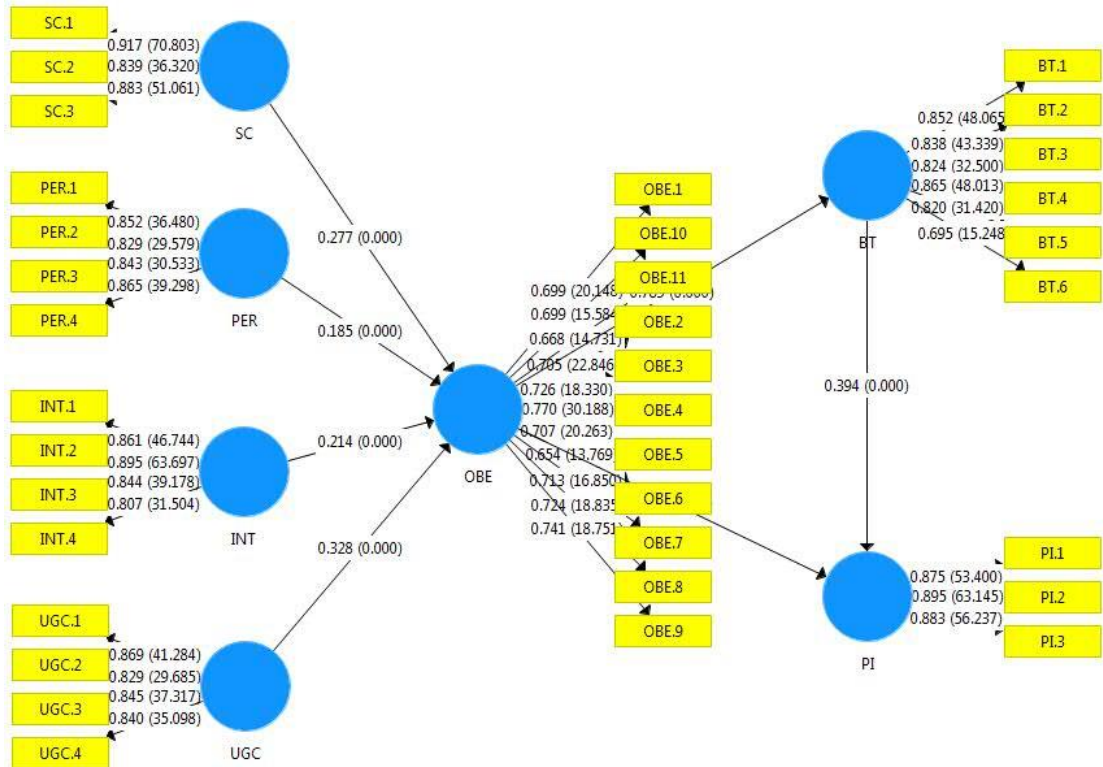 SC.1
0.917 (70.803)
SC.2
0.839 (36.320)
0.883 (51.061)
SC.3
SC
PER.1
0.852 (36.480)
PER.2
0.829 (29.579)
0.843 (30.533)
PER.3
0.865 (39.298)
PER.4
PER
INT.1
0.861 (46.744)
INT.2
0.895 (63.697)
0.844 (39.178)
INT.3
0.807 (31.504)
INT.4
INT
UGC.1
0.869 (41.284)
UGC.2
0.829 (29.685)
0.845 (37.317)
UGC.3
0.840 (35.098)
UGC.4
UGC
0.277 (0.000)
0.185 (0.000)
0.214 (0.000)
0.328 (0.000)
OBE
OBE.1
OBE.10
OBE.11
OBE.2
OBE.3
OBE.4
OBE.5
OBE.6
OBE.7
OBE.8
OBE.9
0.699 (20.148)
0.699 (15.584)
0.668 (14.731)
0.705 (22.846)
0.726 (18.330)
0.770 (30.188)
0.707 (20.263)
0.654 (13.769)
0.713 (16.850)
0.724 (18.835)
0.741 (18.751)
BT
BT.1
0.852 (48.065
BT.2
0.838 (43.339)
BT.3
0.824 (32.500)
0.865 (48.013)
BT.4
0.820 (31.420)
0.695 (15.248
BT.5
BT.6
0.394 (0.000)
PI.1
0.875 (53.400)
PI.2
0.895 (63.145)
0.883 (56.237)
PI.3
PI